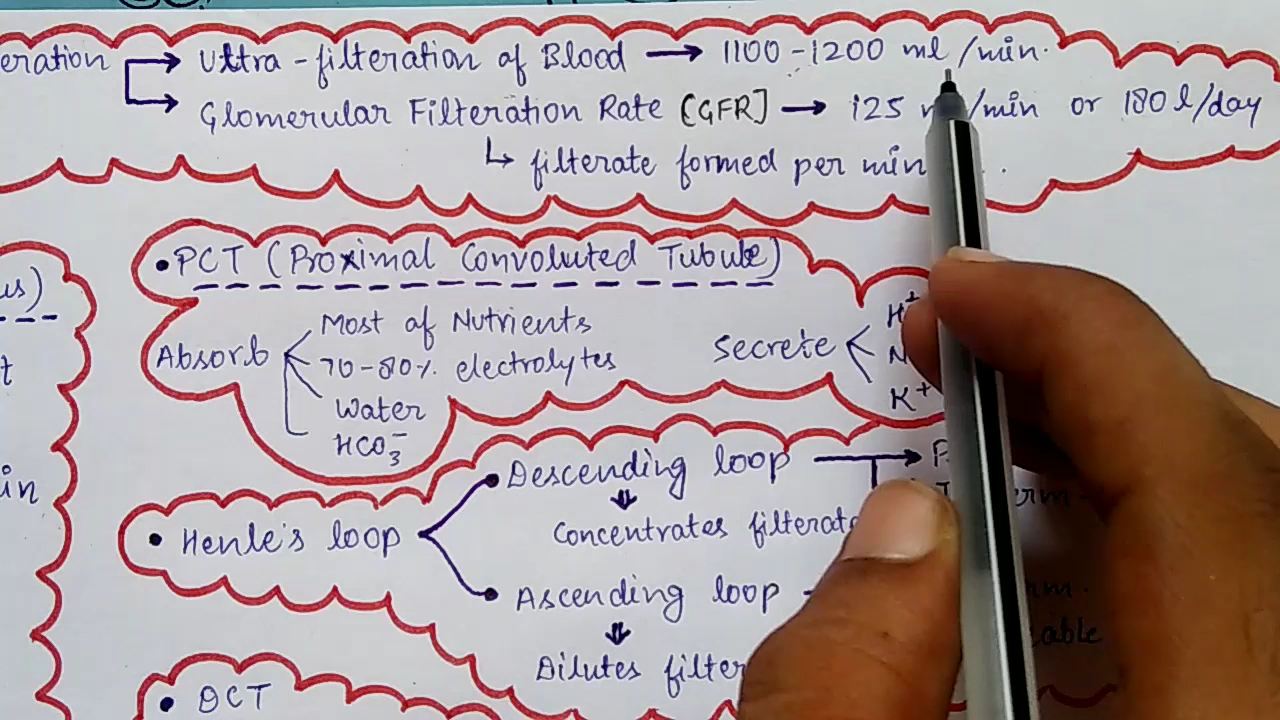 eration → Ultra-filteration of Blood → 1100-1200 ml/min.
→ Glomerular Filteration Rate [GFR] → 125 /min or 180 l/day
↳ filterate formed per min
• PCT (Proximal Convoluted Tubule)
us)
Absorb
Most of Nutrients
70-80% electrolytes
Water
HCO₃⁻
Secrete
H⁺
N
K⁺
t
in
• Henle's loop
• Descending loop →
⇓
Concentrates filterate
• Ascending loop
⇓
Dilutes filter
• DCT